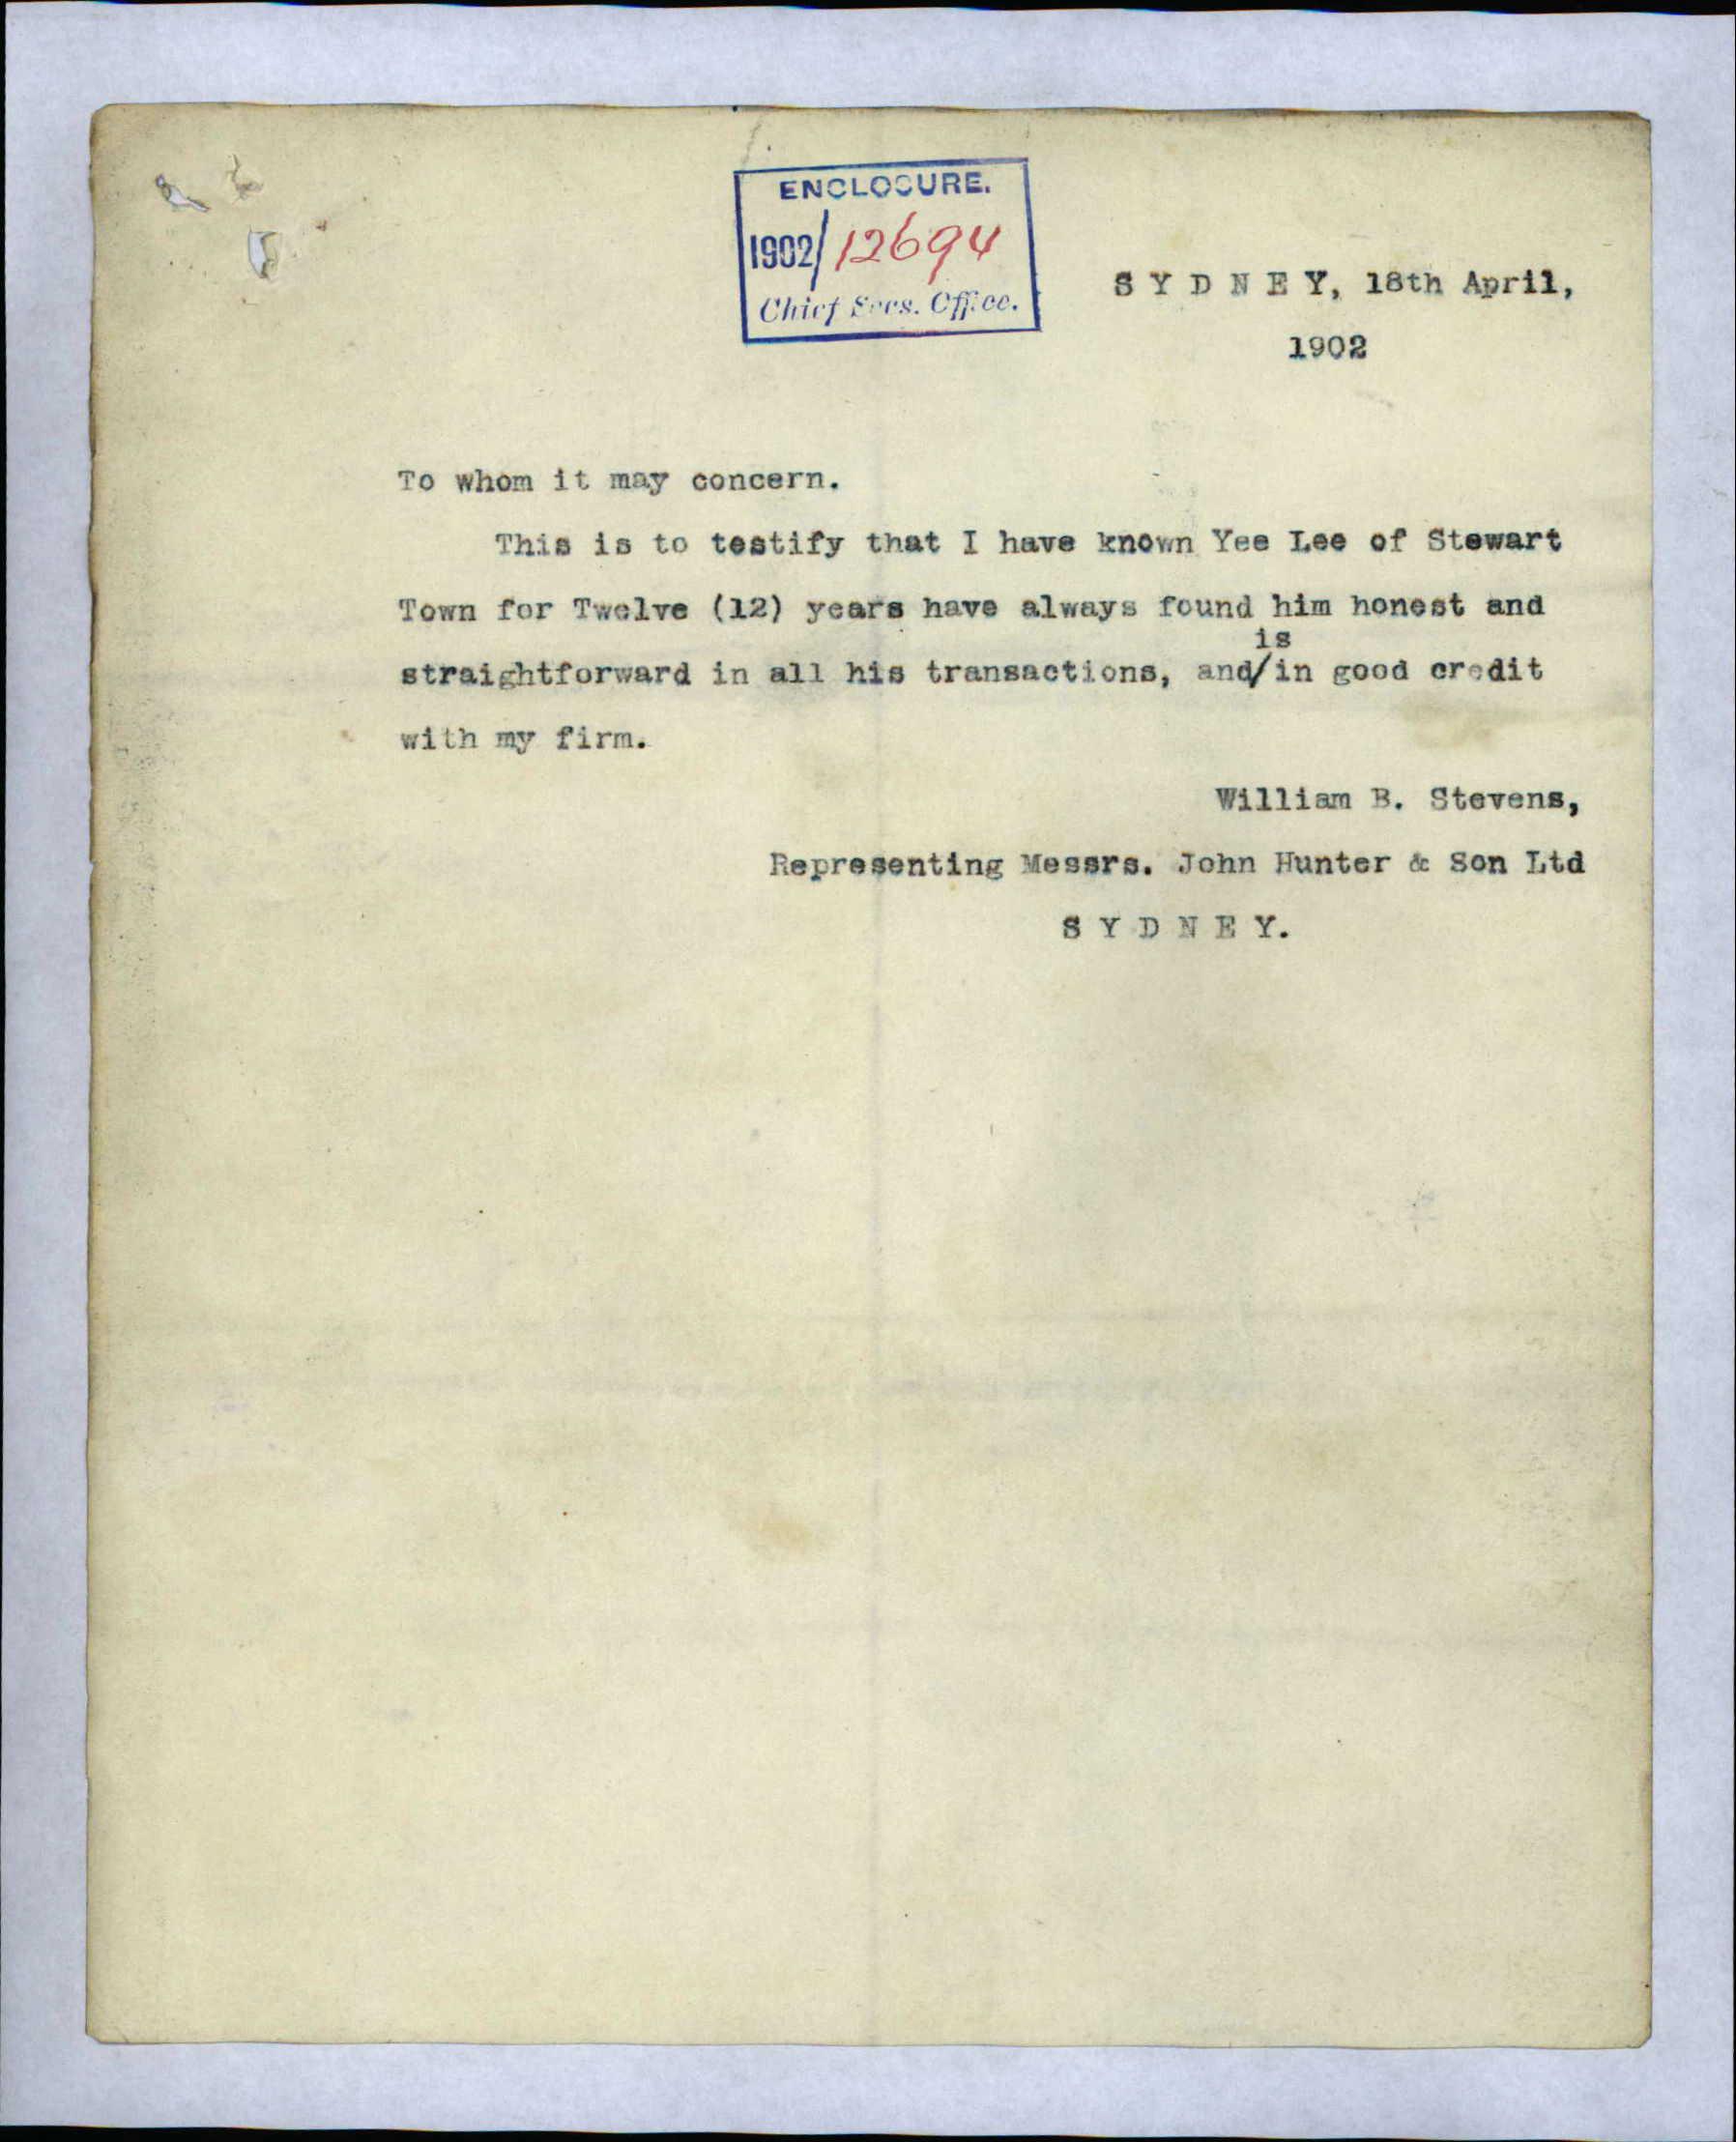 ENCLOSURE.
1902/12694
Chief Secs. Office.
S Y D N E Y, 18th April,
1902
To whom it may concern.
This is to testify that I have known Yee Lee of Stewart
Town for Twelve (12) years have always found him honest and
is
straightforward in all his transactions, and/in good credit
with my firm.
William B. Stevens,
Representing Messrs. John Hunter & Son Ltd
S Y D N E Y.